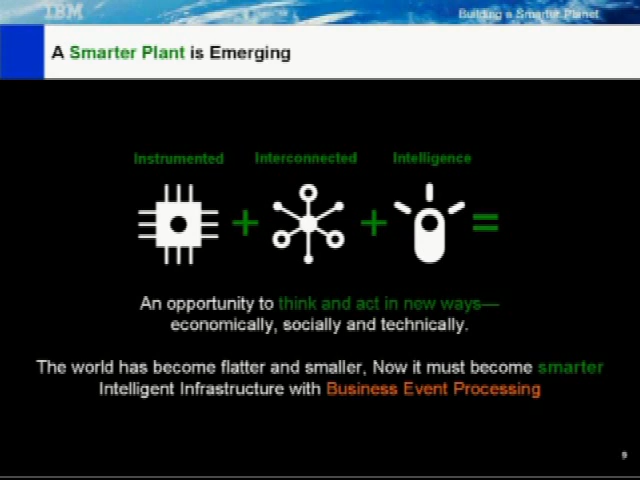 IBM
Building a Smarter Planet
A Smarter Plant is Emerging
Instrumented Interconnected Intelligence
+ + =
An opportunity to think and act in new ways—
economically, socially and technically.
The world has become flatter and smaller, Now it must become smarter
Intelligent Infrastructure with Business Event Processing
9